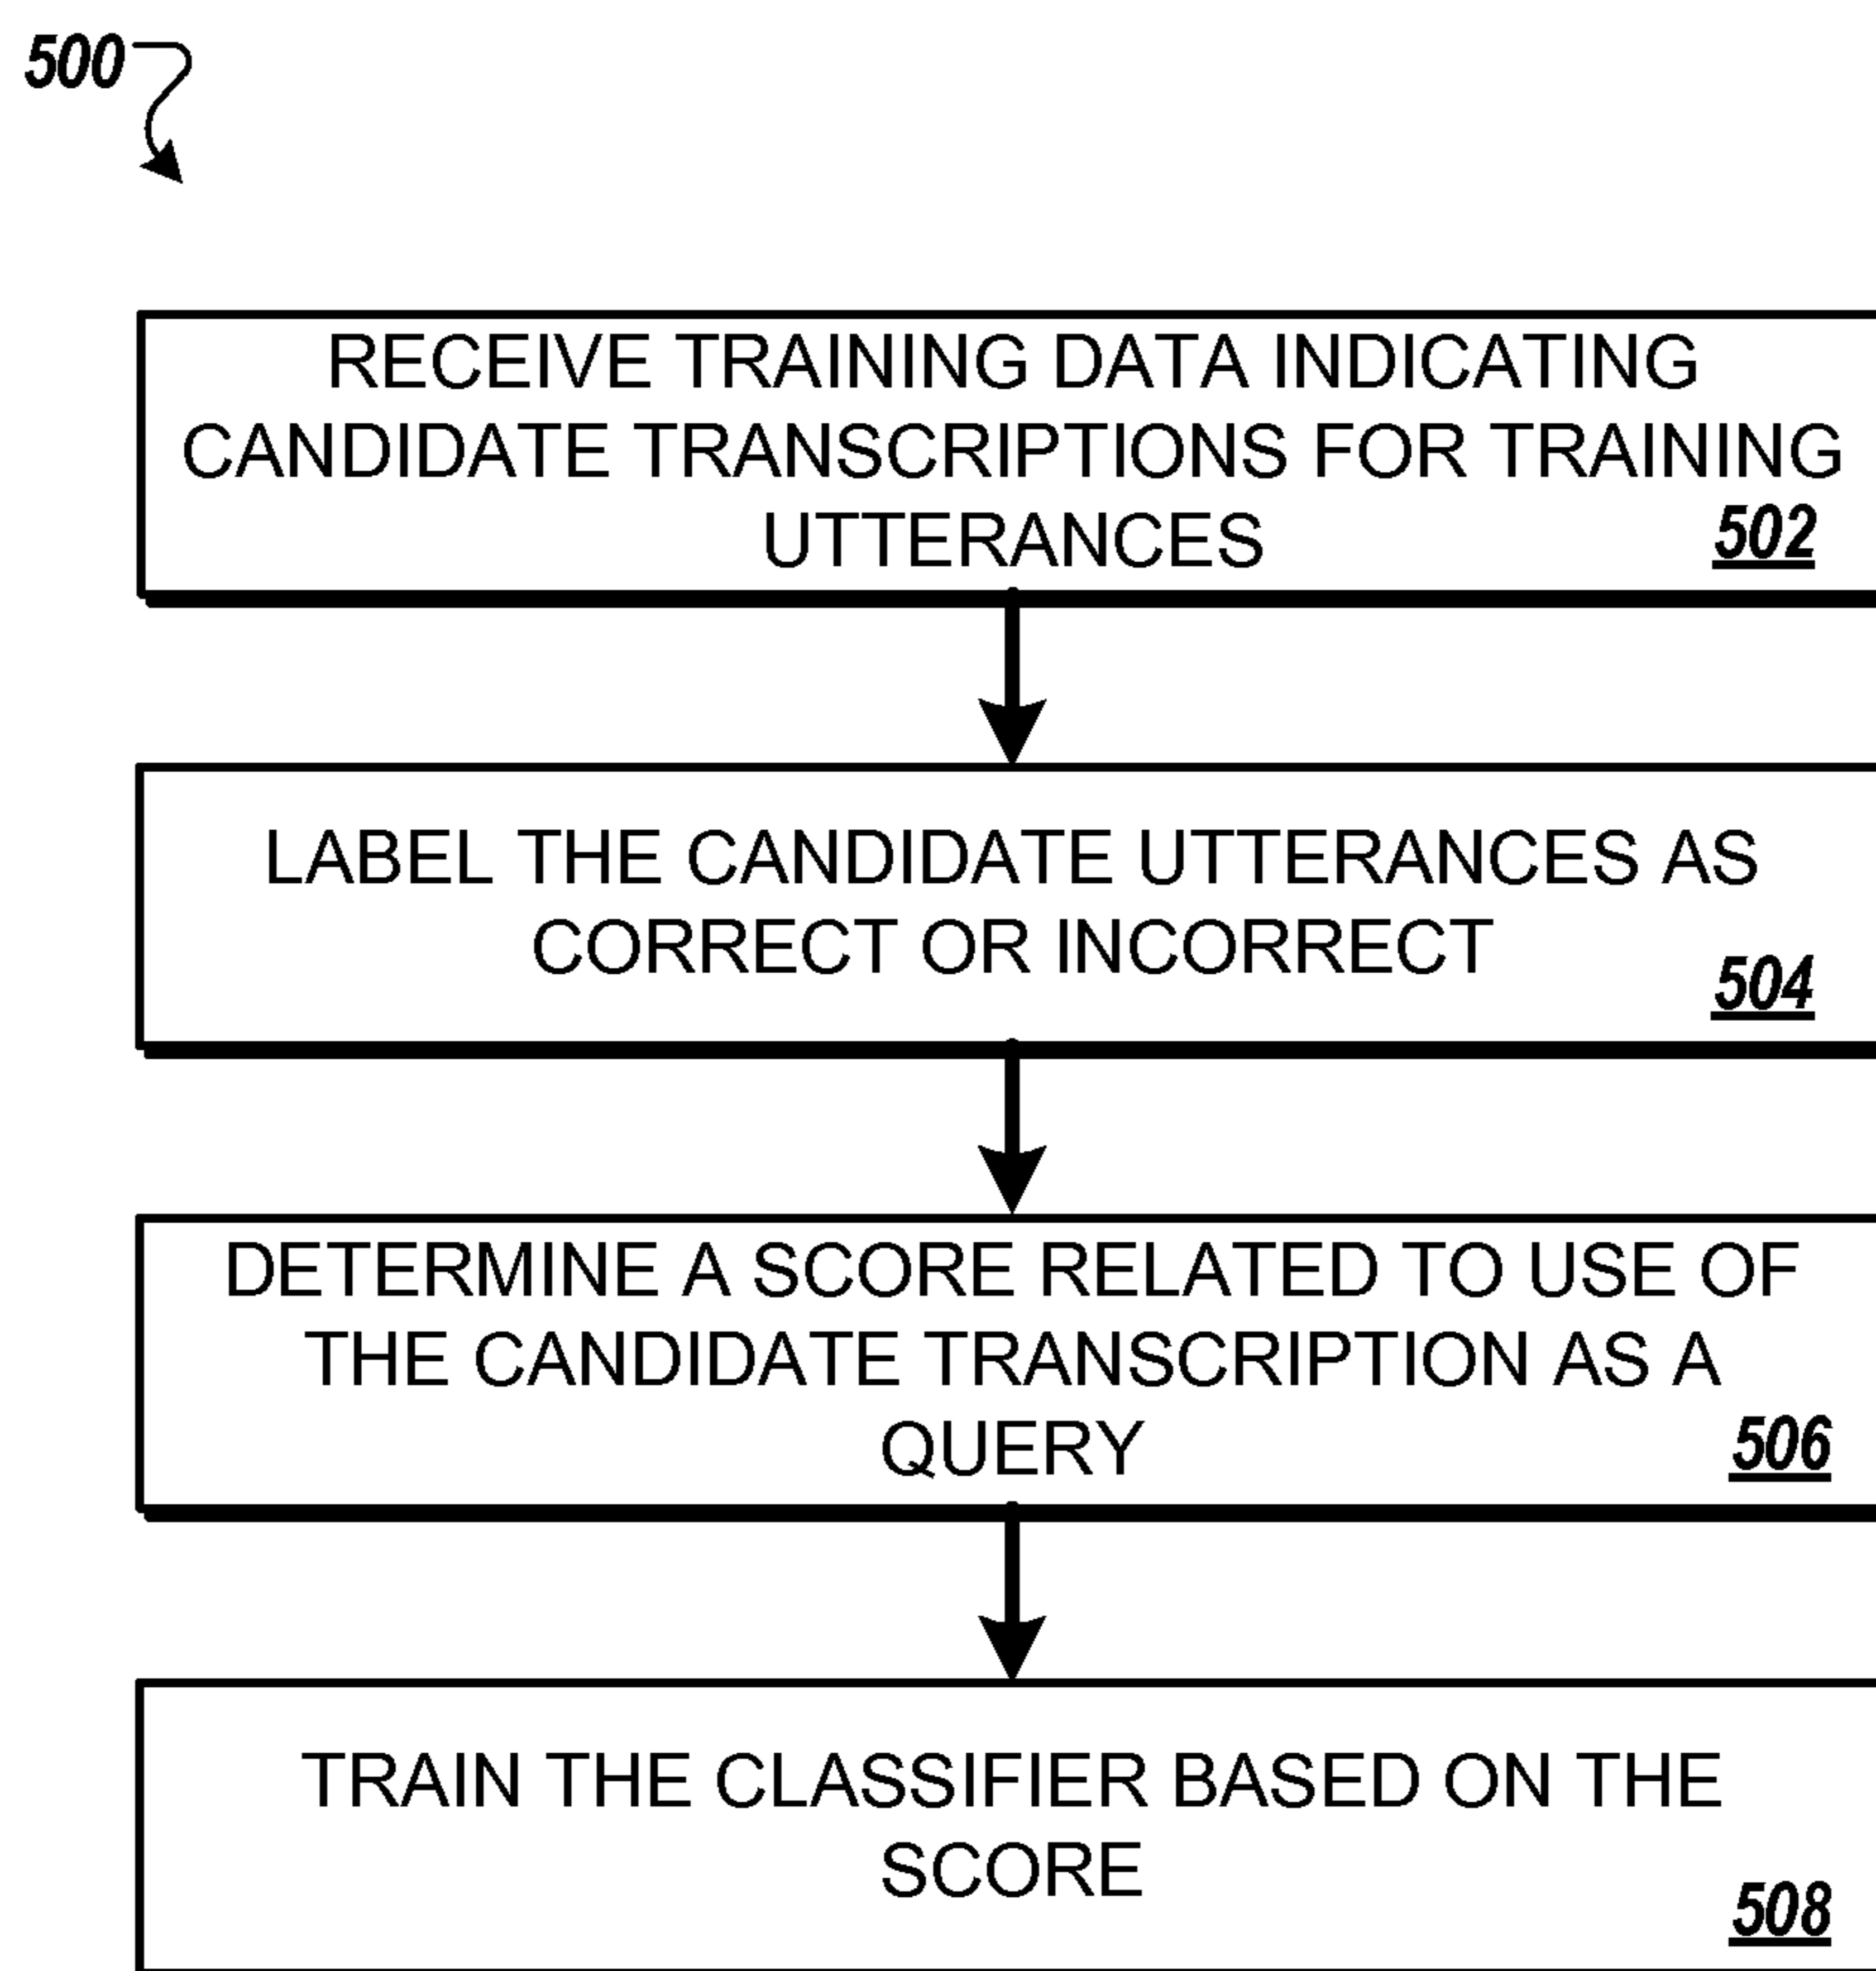 500
RECEIVE TRAINING DATA INDICATING
CANDIDATE TRANSCRIPTIONS FOR TRAINING
UTTERANCES
502
LABEL THE CANDIDATE UTTERANCES AS
CORRECT OR INCORRECT
504
DETERMINE A SCORE RELATED TO USE OF
THE CANDIDATE TRANSCRIPTION AS A
QUERY
506
TRAIN THE CLASSIFIER BASED ON THE
SCORE
508